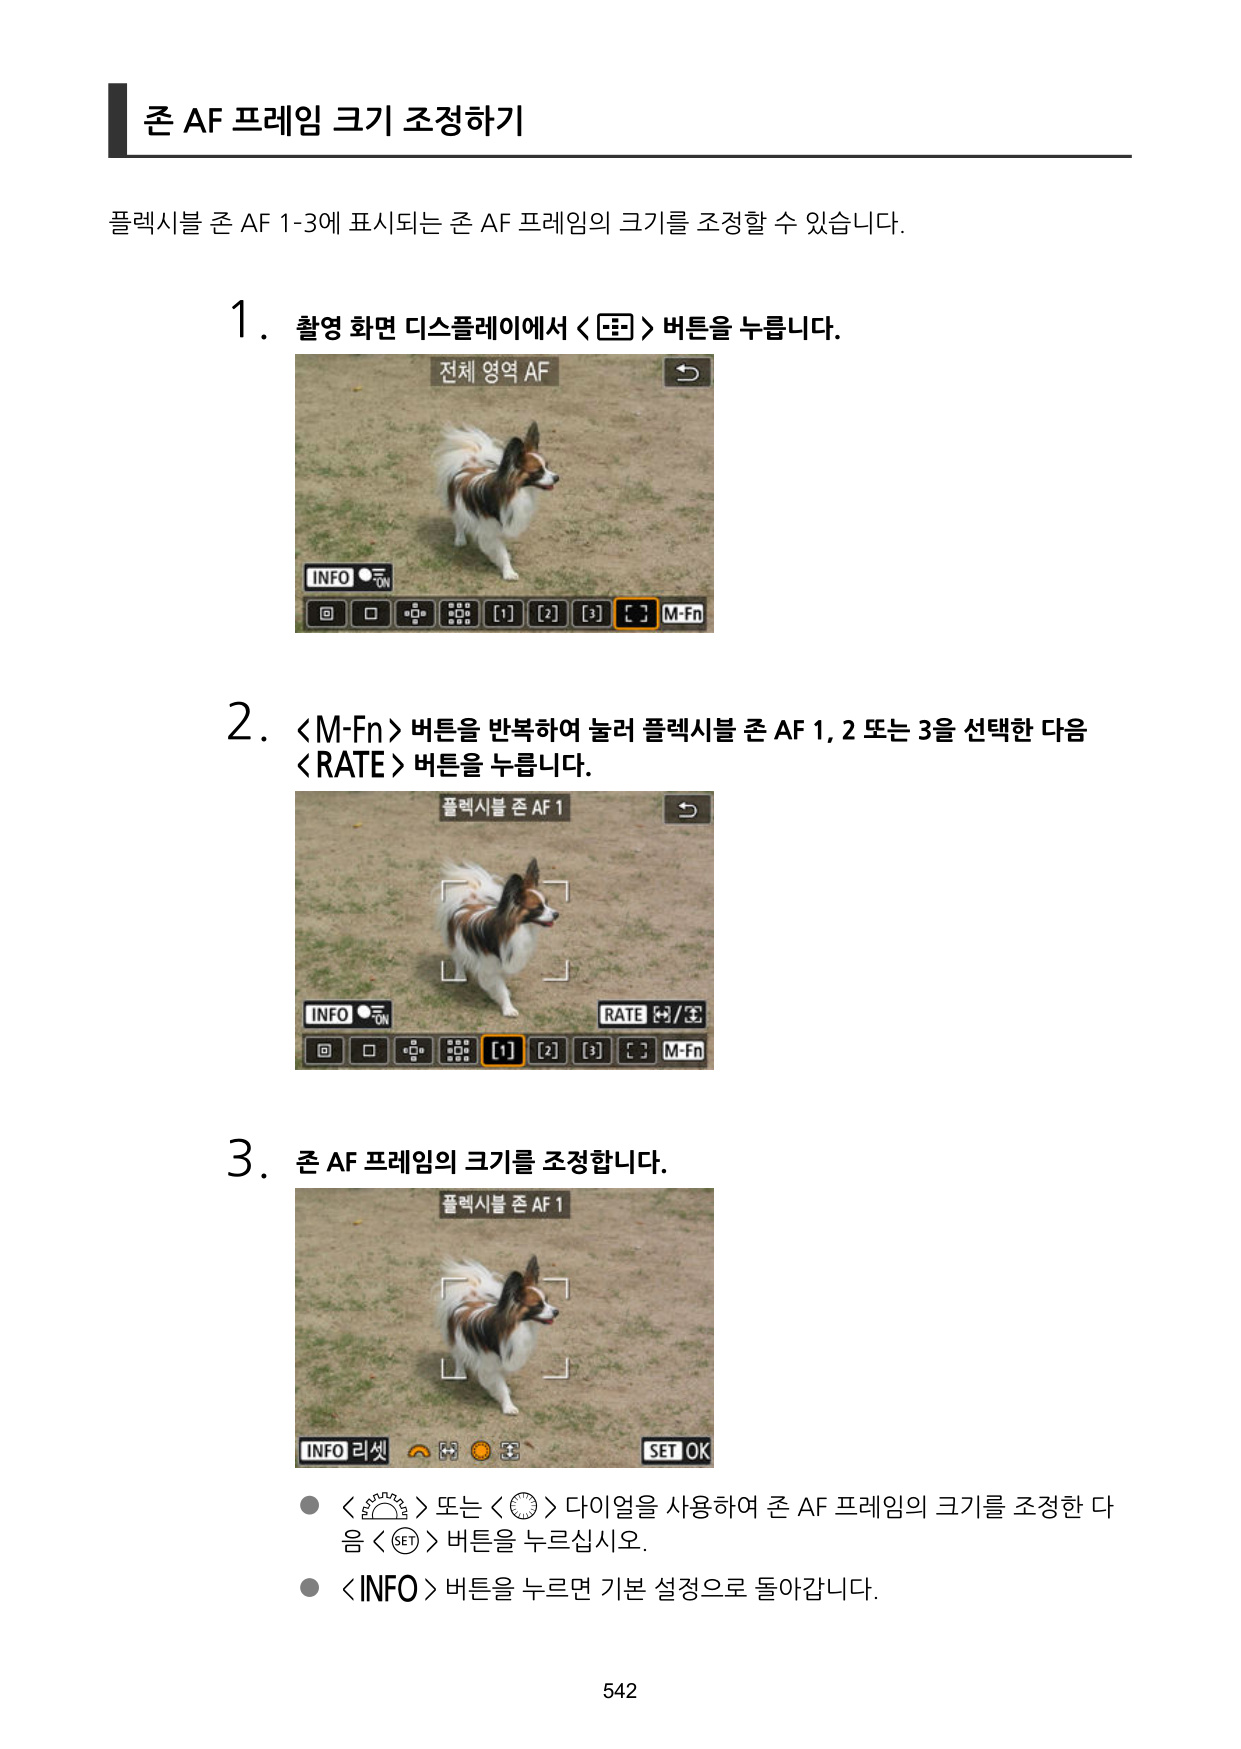 존 AF 프레임 크기 조정하기
플렉시블 존 AF 1-3에 표시되는 존 AF 프레임의 크기를 조정할 수 있습니다.
1. 촬영 화면 디스플레이에서 < > 버튼을 누릅니다.
전체 영역 AF
INFO ON
[1] [2] [3] M-Fn
2. <M-Fn> 버튼을 반복하여 눌러 플렉시블 존 AF 1, 2 또는 3을 선택한 다음
<RATE> 버튼을 누릅니다.
플렉시블 존 AF 1
INFO ON RATE /
[1] [2] [3] M-Fn
3. 존 AF 프레임의 크기를 조정합니다.
플렉시블 존 AF 1
INFO 리셋 SET OK
● < > 또는 < > 다이얼을 사용하여 존 AF 프레임의 크기를 조정한 다
음 <SET> 버튼을 누르십시오.
● <INFO> 버튼을 누르면 기본 설정으로 돌아갑니다.
542